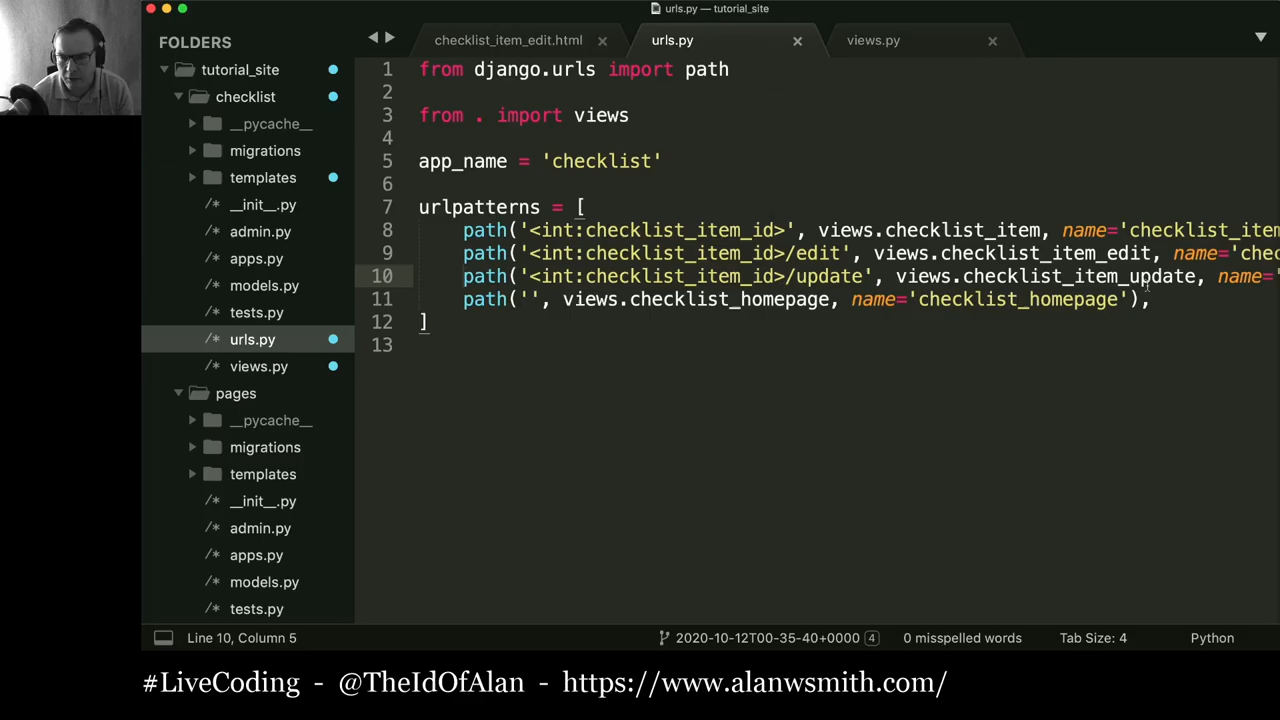 urls.py — tutorial_site
FOLDERS
tutorial_site
checklist
__pycache__
migrations
templates
/* __init__.py
/* admin.py
/* apps.py
/* models.py
/* tests.py
/* urls.py
/* views.py
pages
__pycache__
migrations
templates
/* __init__.py
/* admin.py
/* apps.py
/* models.py
/* tests.py
checklist_item_edit.html × urls.py × views.py ×
1 from django.urls import path
2
3 from . import views
4
5 app_name = 'checklist'
6
7 urlpatterns = [
8 path('<int:checklist_item_id>', views.checklist_item, name='checklist_item
9 path('<int:checklist_item_id>/edit', views.checklist_item_edit, name='chec
10 path('<int:checklist_item_id>/update', views.checklist_item_update, name='
11 path('', views.checklist_homepage, name='checklist_homepage'),
12 ]
13
Line 10, Column 5 2020-10-12T00-35-40+0000 4 0 misspelled words Tab Size: 4 Python
#LiveCoding - @TheIdOfAlan - https://www.alanwsmith.com/